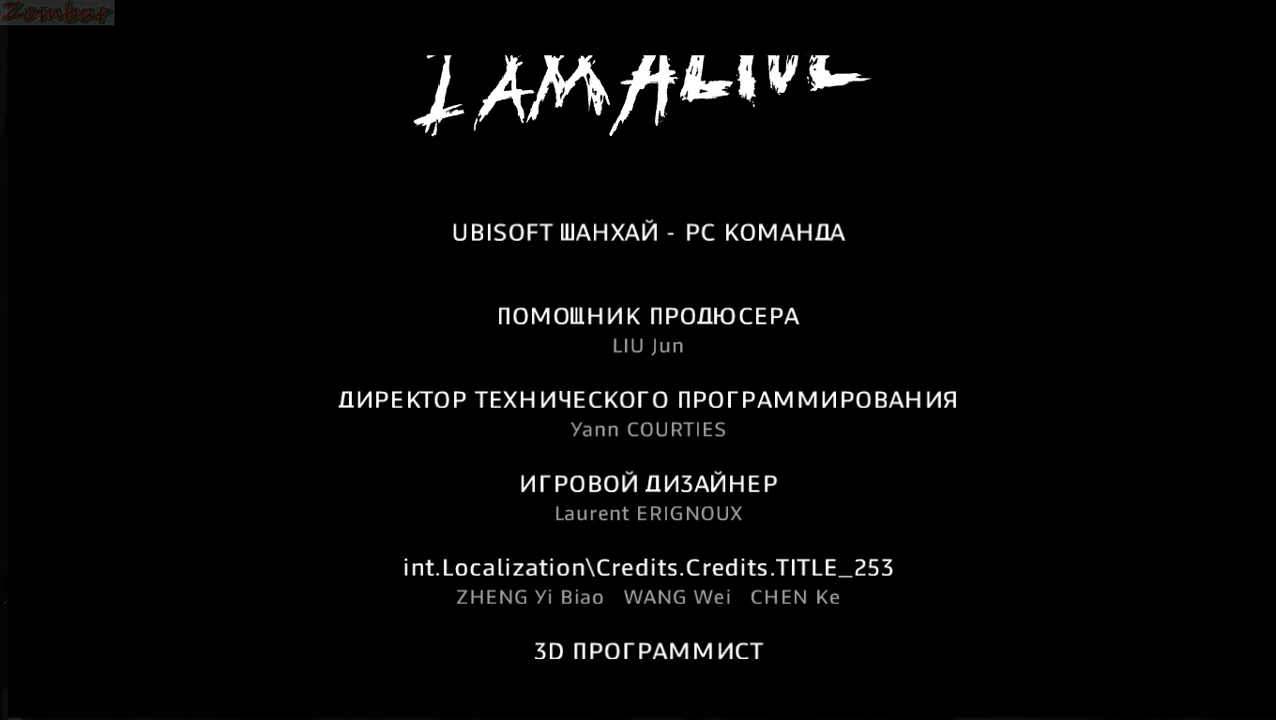 Zombar
I AM ALIVE
UBISOFT ШАНХАЙ - PC КОМАНДА
ПОМОЩНИК ПРОДЮСЕРА
LIU Jun
ДИРЕКТОР ТЕХНИЧЕСКОГО ПРОГРАММИРОВАНИЯ
Yann COURTIES
ИГРОВОЙ ДИЗАЙНЕР
Laurent ERIGNOUX
int.Localization\Credits.Credits.TITLE_253
ZHENG Yi Biao WANG Wei CHEN Ke
3D ПРОГРАММИСТ